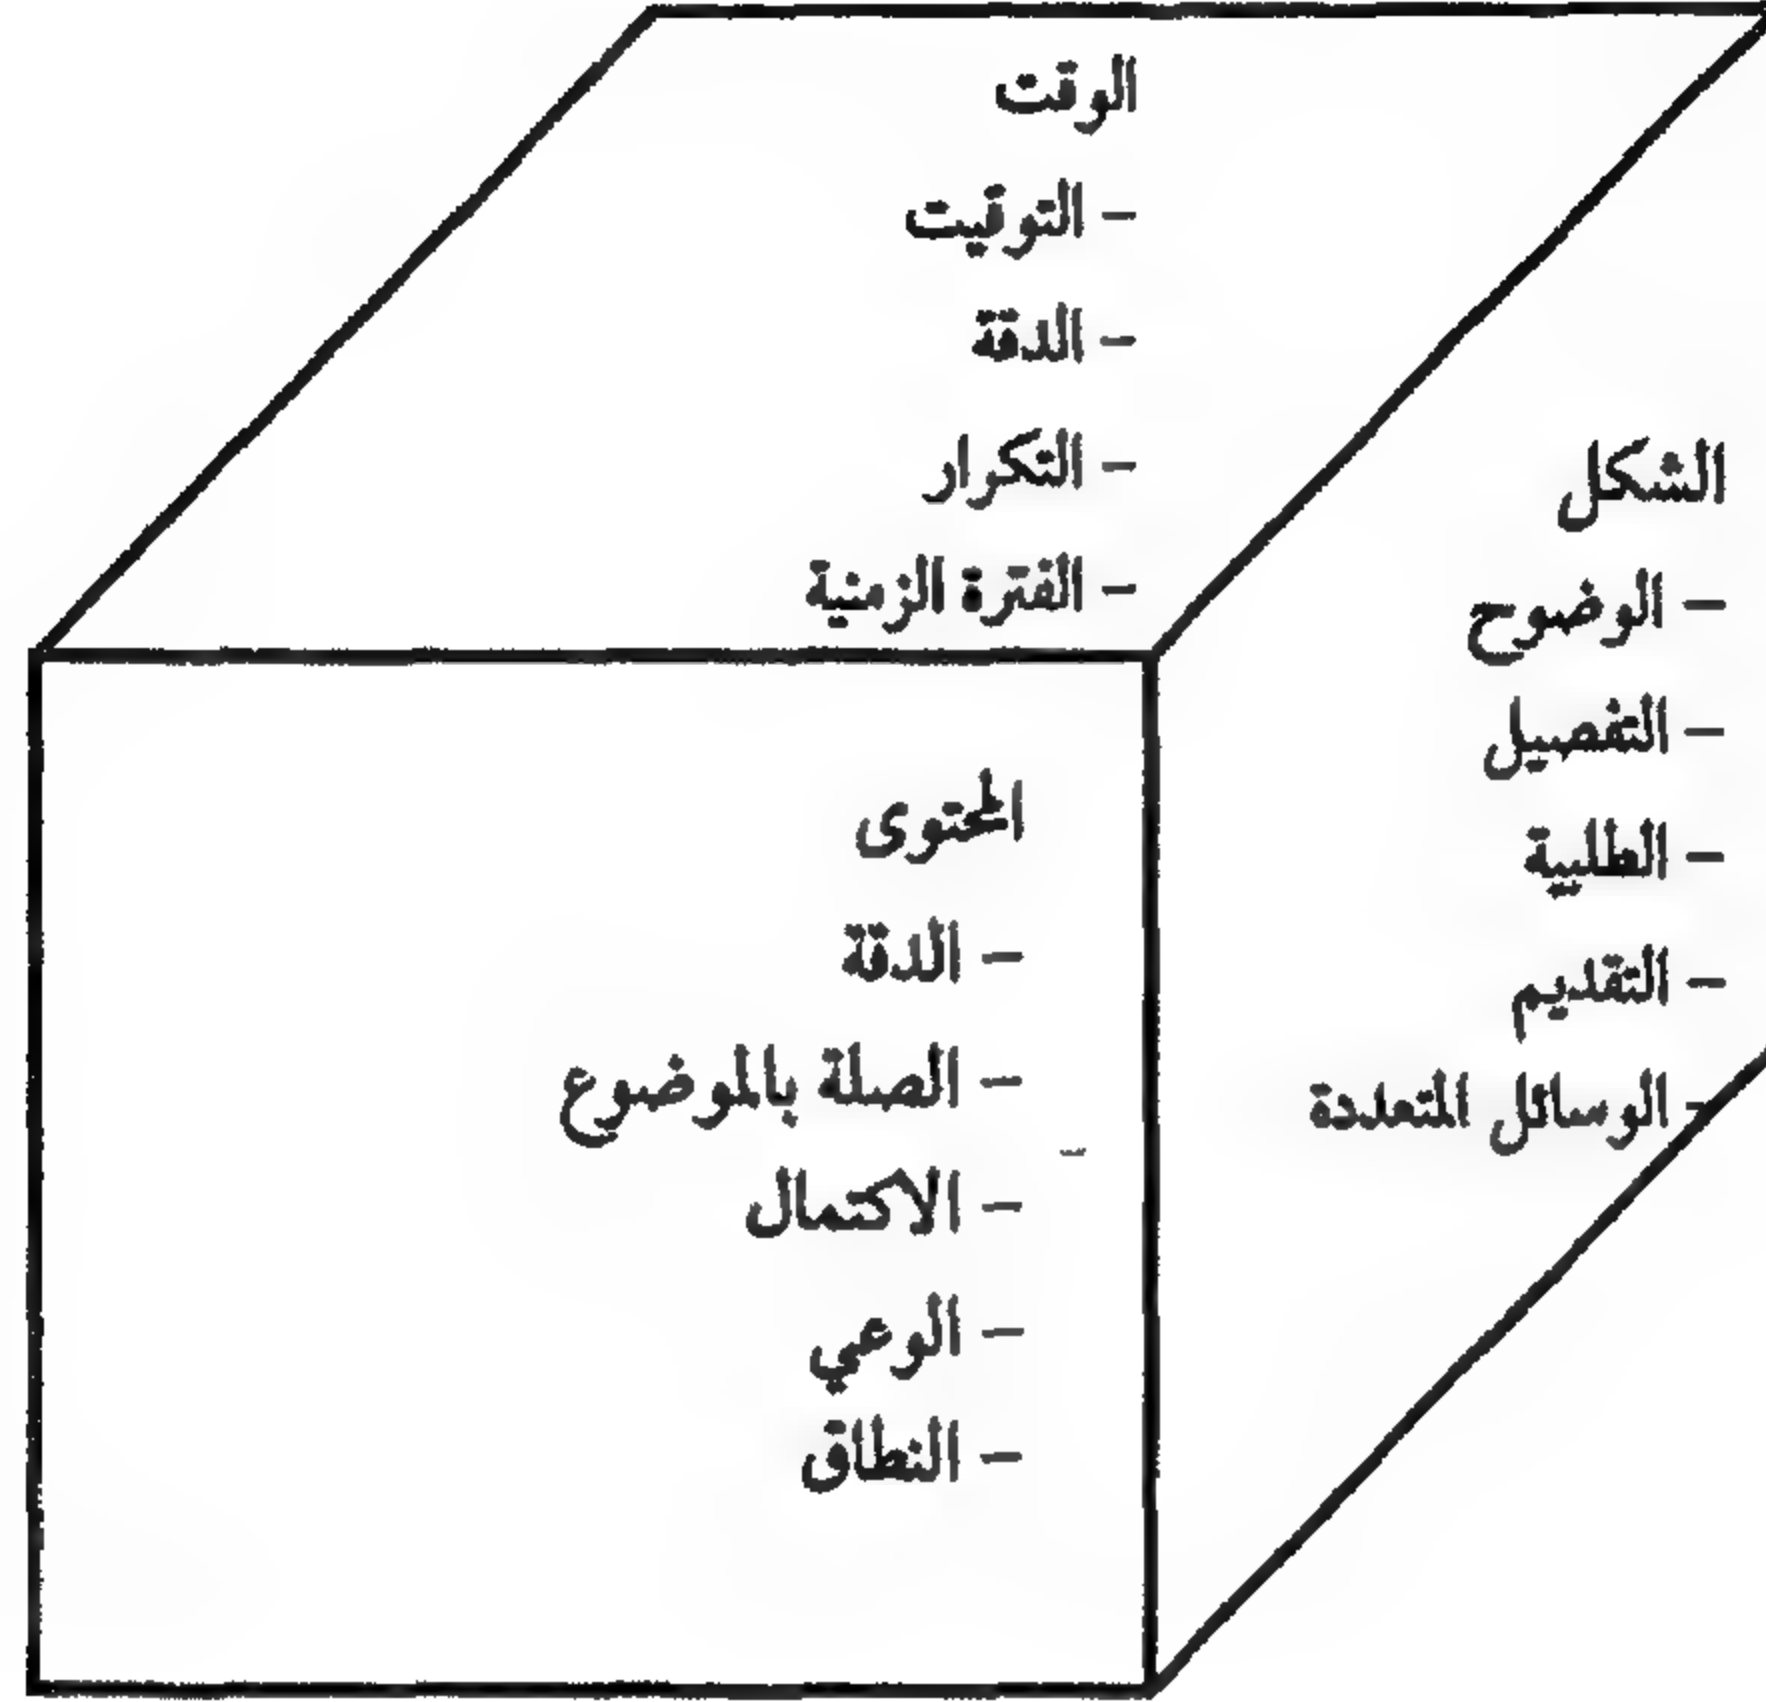 الوقت
– التوقيت
– الدقة
– التكرار
– الفترة الزمنية
الشكل
– الوضوح
– التفصيل
– الطلبية
– التقديم
- الوسائل المتعددة
المحتوى
– الدقة
– الصلة بالموضوع
– الاكتمال
– الوعي
– النطاق